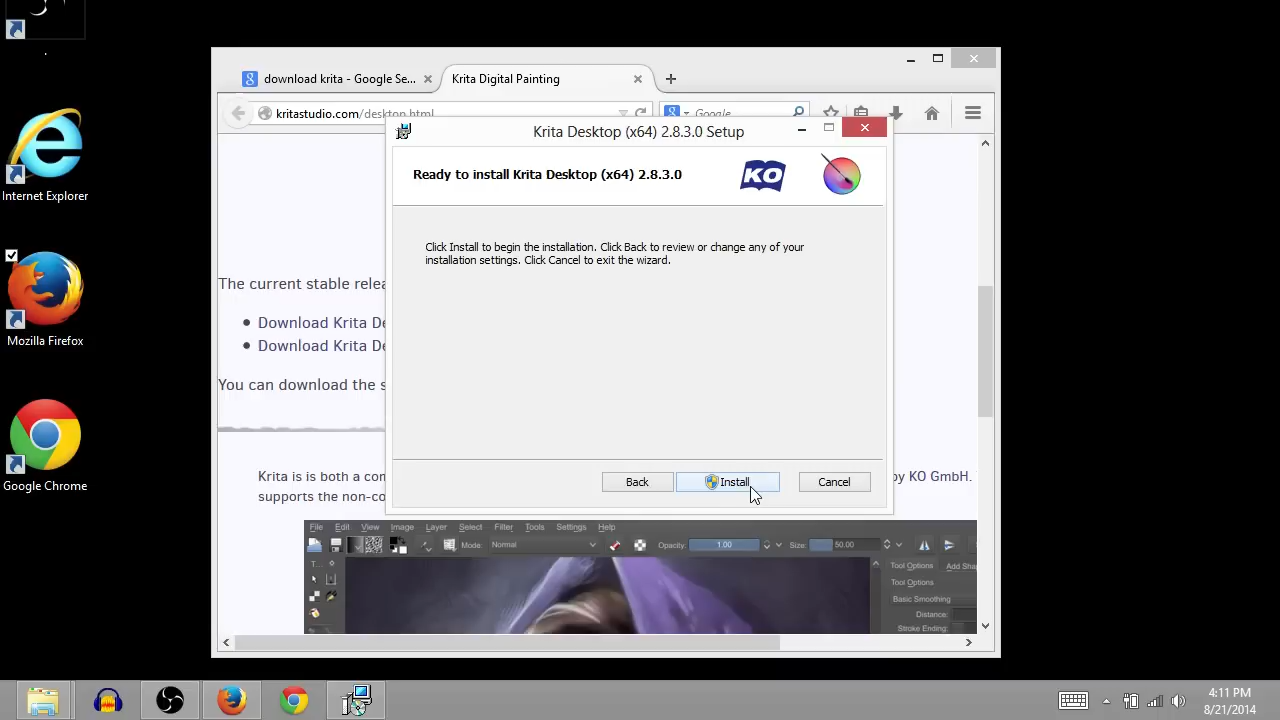 .
Internet Explorer
Mozilla Firefox
Google Chrome
download krita - Google Se...
Krita Digital Painting
kritastudio.com/desktop.html
Google
Krita Desktop (x64) 2.8.3.0 Setup
Ready to install Krita Desktop (x64) 2.8.3.0
KO
Click Install to begin the installation. Click Back to review or change any of your
installation settings. Click Cancel to exit the wizard.
Back
Install
Cancel
The current stable relea
Download Krita De
Download Krita De
You can download the s
Krita is is both a co
by KO GmbH.
supports the non-co
File Edit View Image Layer Select Filter Tools Settings Help
Mode: Normal Opacity: 1.00 Size: 50.00
T...
Tool Options Add Sha
Tool Options
Basic Smoothing
Distance:
Stroke Ending:
4:11 PM
8/21/2014